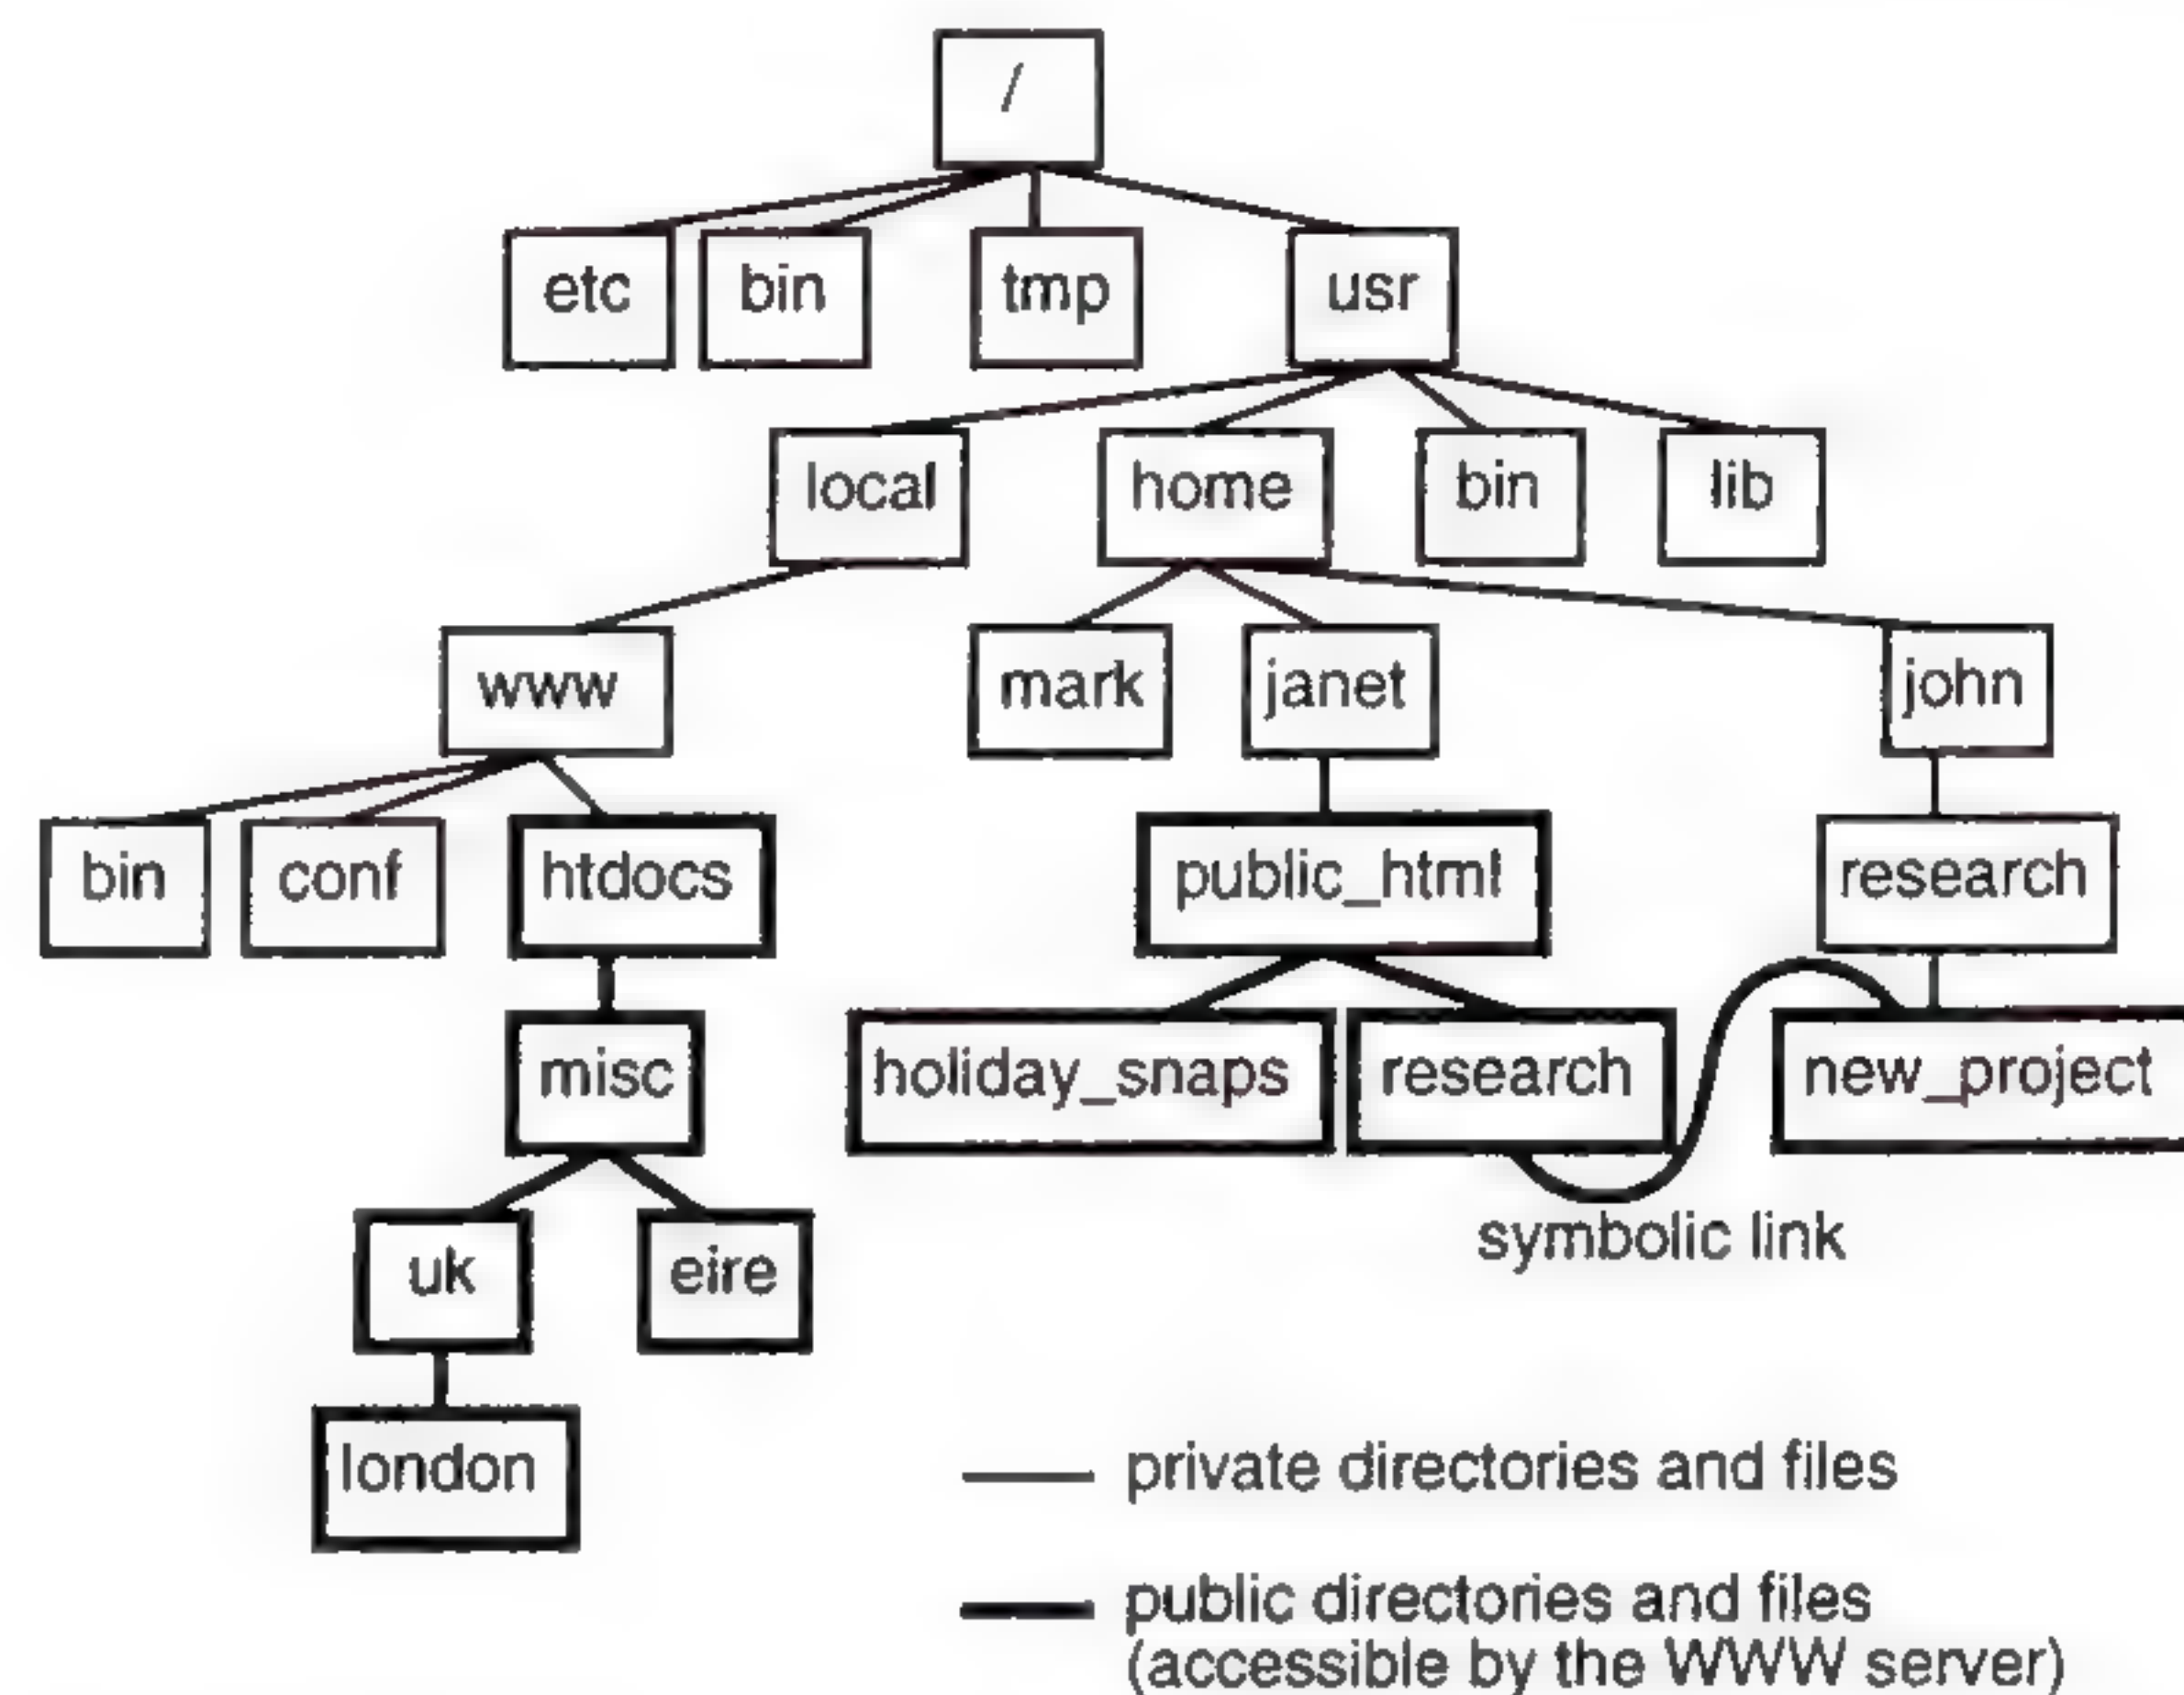 /
etc bin tmp usr
local home bin lib
www mark janet john
bin conf htdocs public_html research
misc holiday_snaps research new_project
symbolic link
uk eire
london
private directories and files
public directories and files
(accessible by the WWW server)